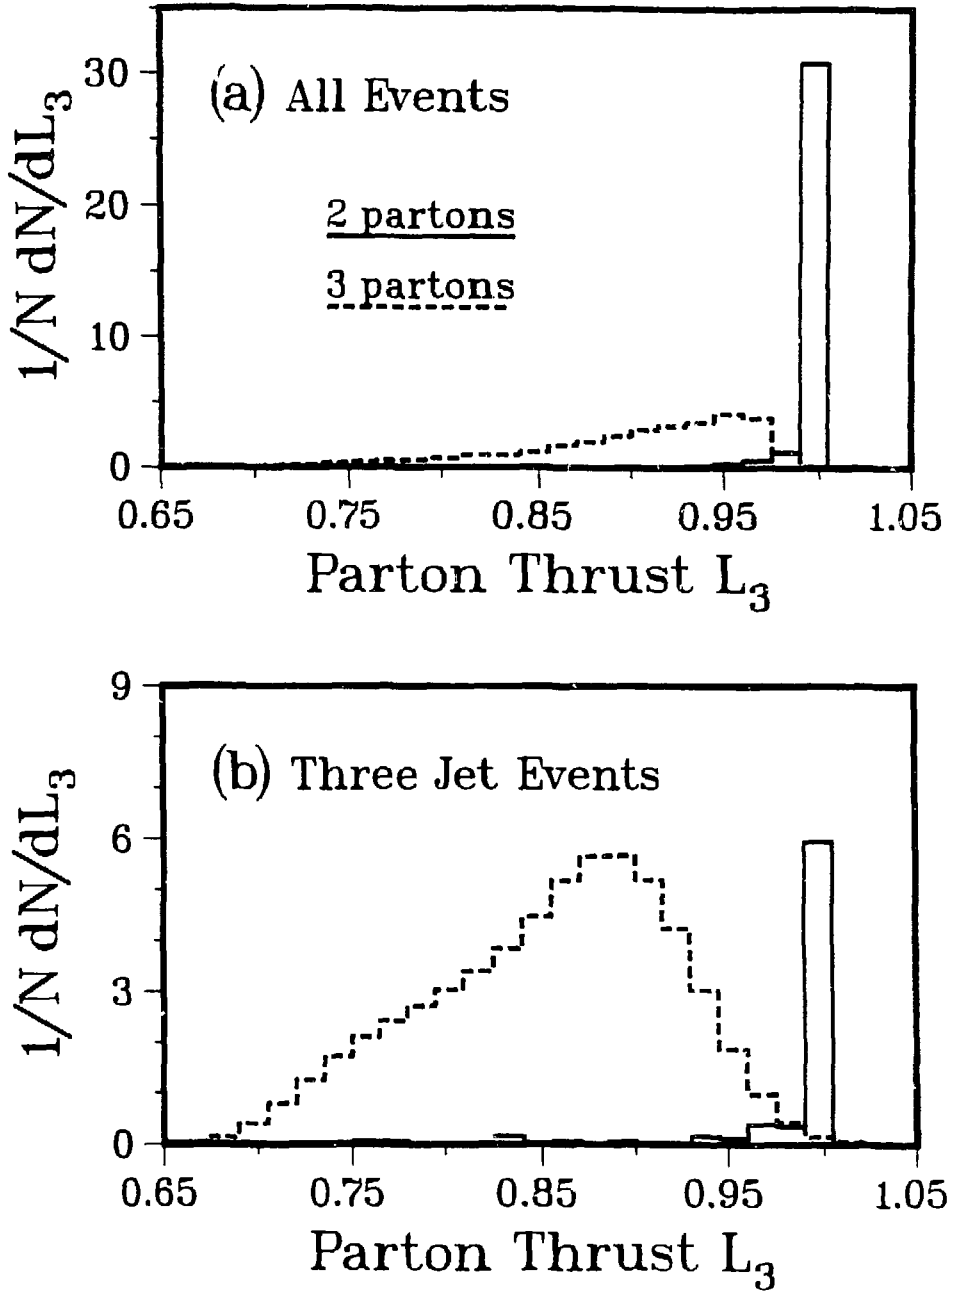 (a) All Events
2 partons
3 partons
1/N dN/dL3
30
20
10
0
0.65 0.75 0.85 0.95 1.05
Parton Thrust L3
(b) Three Jet Events
1/N dN/dL3
9
6
3
0
0.65 0.75 0.85 0.95 1.05
Parton Thrust L3